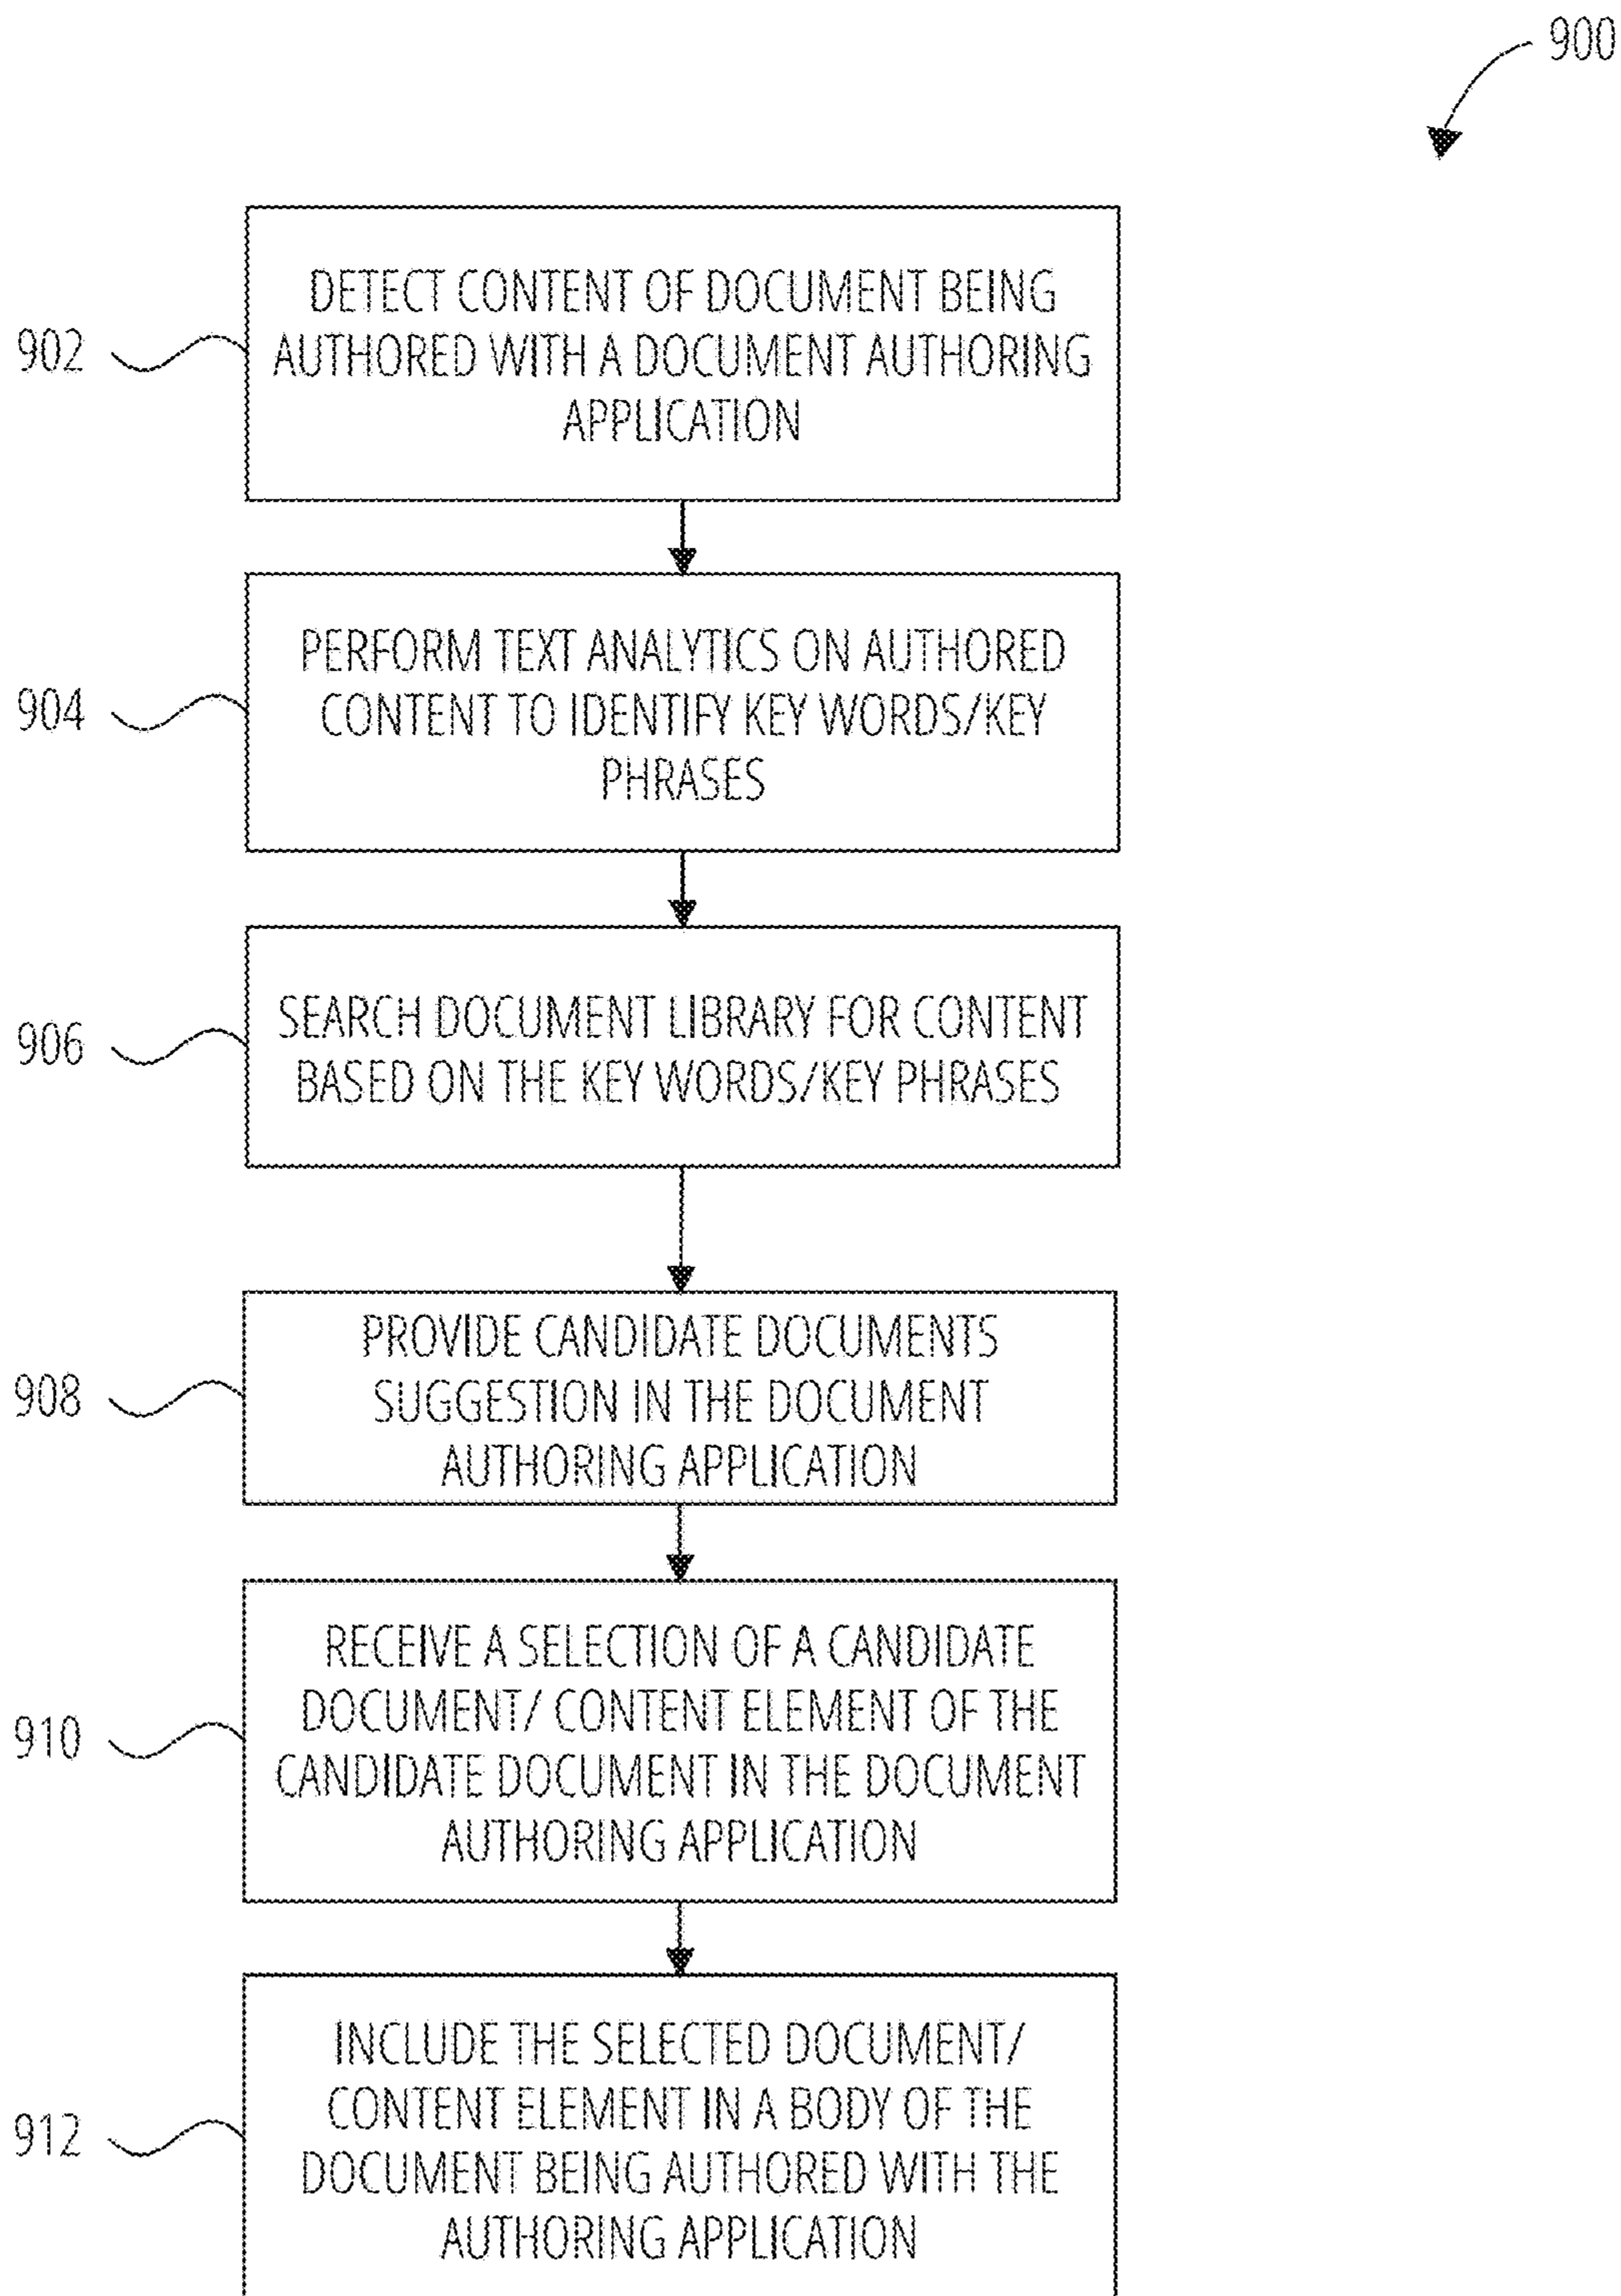 900
902
DETECT CONTENT OF DOCUMENT BEING
AUTHORED WITH A DOCUMENT AUTHORING
APPLICATION
904
PERFORM TEXT ANALYTICS ON AUTHORED
CONTENT TO IDENTIFY KEY WORDS/KEY
PHRASES
906
SEARCH DOCUMENT LIBRARY FOR CONTENT
BASED ON THE KEY WORDS/KEY PHRASES
908
PROVIDE CANDIDATE DOCUMENTS
SUGGESTION IN THE DOCUMENT
AUTHORING APPLICATION
910
RECEIVE A SELECTION OF A CANDIDATE
DOCUMENT/ CONTENT ELEMENT OF THE
CANDIDATE DOCUMENT IN THE DOCUMENT
AUTHORING APPLICATION
912
INCLUDE THE SELECTED DOCUMENT/
CONTENT ELEMENT IN A BODY OF THE
DOCUMENT BEING AUTHORED WITH THE
AUTHORING APPLICATION